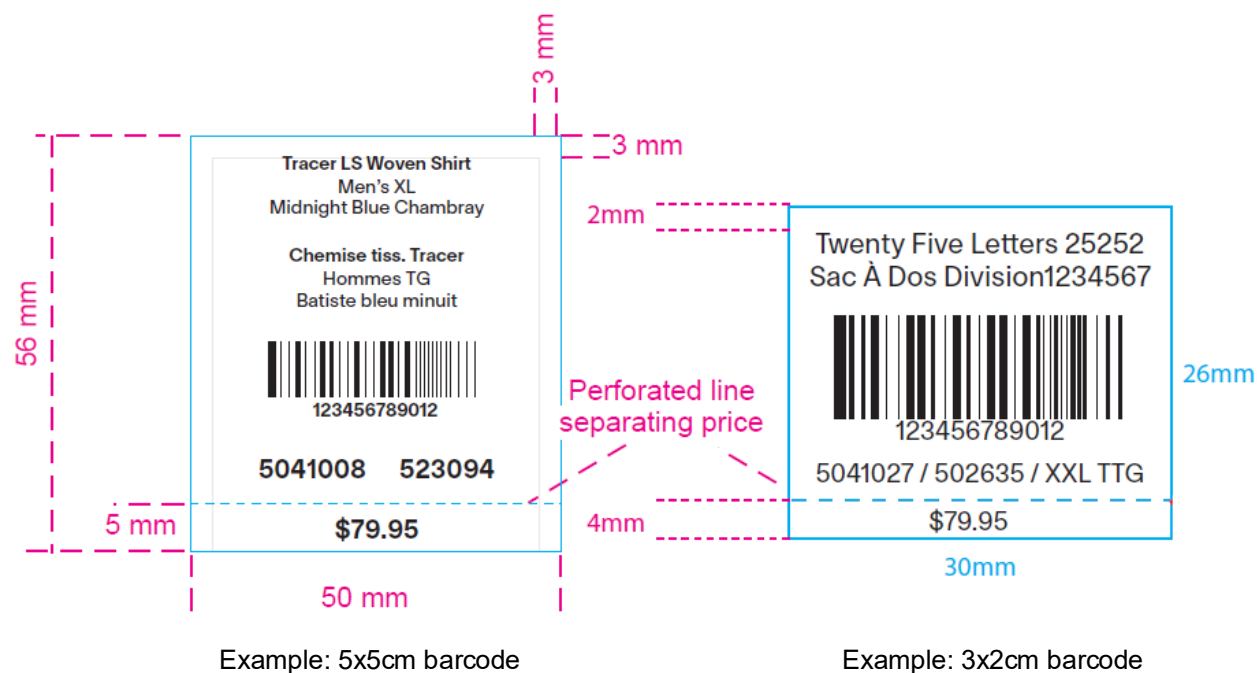 3 mm
3 mm
56 mm
Tracer LS Woven Shirt
Men's XL
Midnight Blue Chambray
Chemise tiss. Tracer
Hommes TG
Batiste bleu minuit
123456789012
5041008 523094
5 mm
$79.95
50 mm
Perforated line
separating price
2mm
Twenty Five Letters 25252
Sac À Dos Division1234567
123456789012
5041027 / 502635 / XXL TTG
26mm
4mm
$79.95
30mm
Example: 5x5cm barcode
Example: 3x2cm barcode